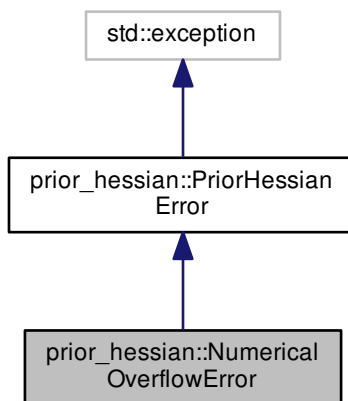 std::exception
prior_hessian::PriorHessian
Error
prior_hessian::Numerical
OverflowError